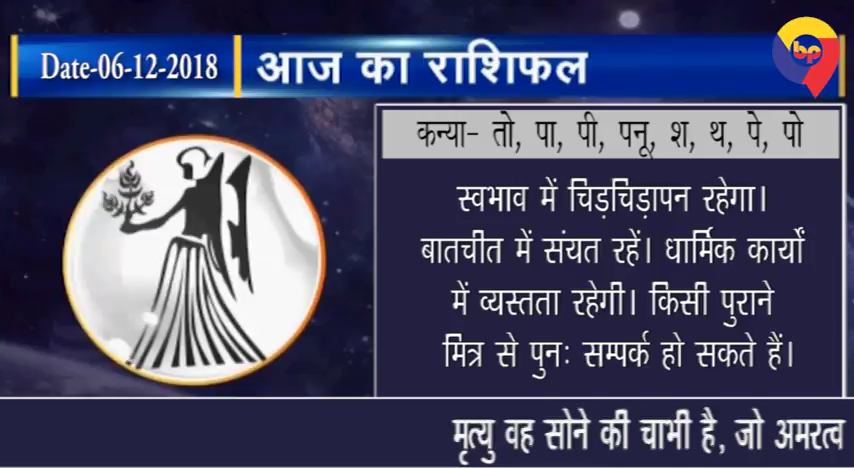 bp
Date-06-12-2018
आज का राशिफल
कन्या- तो, पा, पी, पनू, श, थ, पे, पो
स्वभाव में चिड़चिड़ापन रहेगा।
बातचीत में संयत रहें। धार्मिक कार्यों
में व्यस्तता रहेगी। किसी पुराने
मित्र से पुनः सम्पर्क हो सकते हैं।
मृत्यु वह सोने की चाभी है, जो अमरत्व